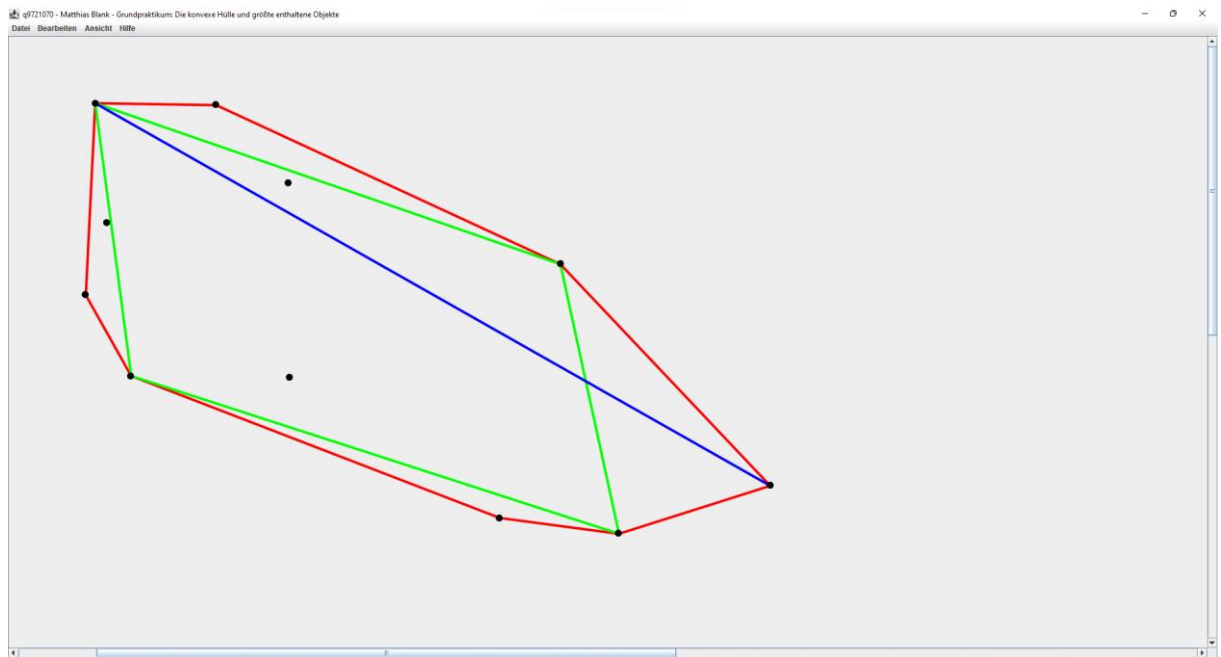 q9721070 - Matthias Blank - Grundpraktikum: Die konvexe Hülle und größte enthaltene Objekte
Datei Bearbeiten Ansicht Hilfe